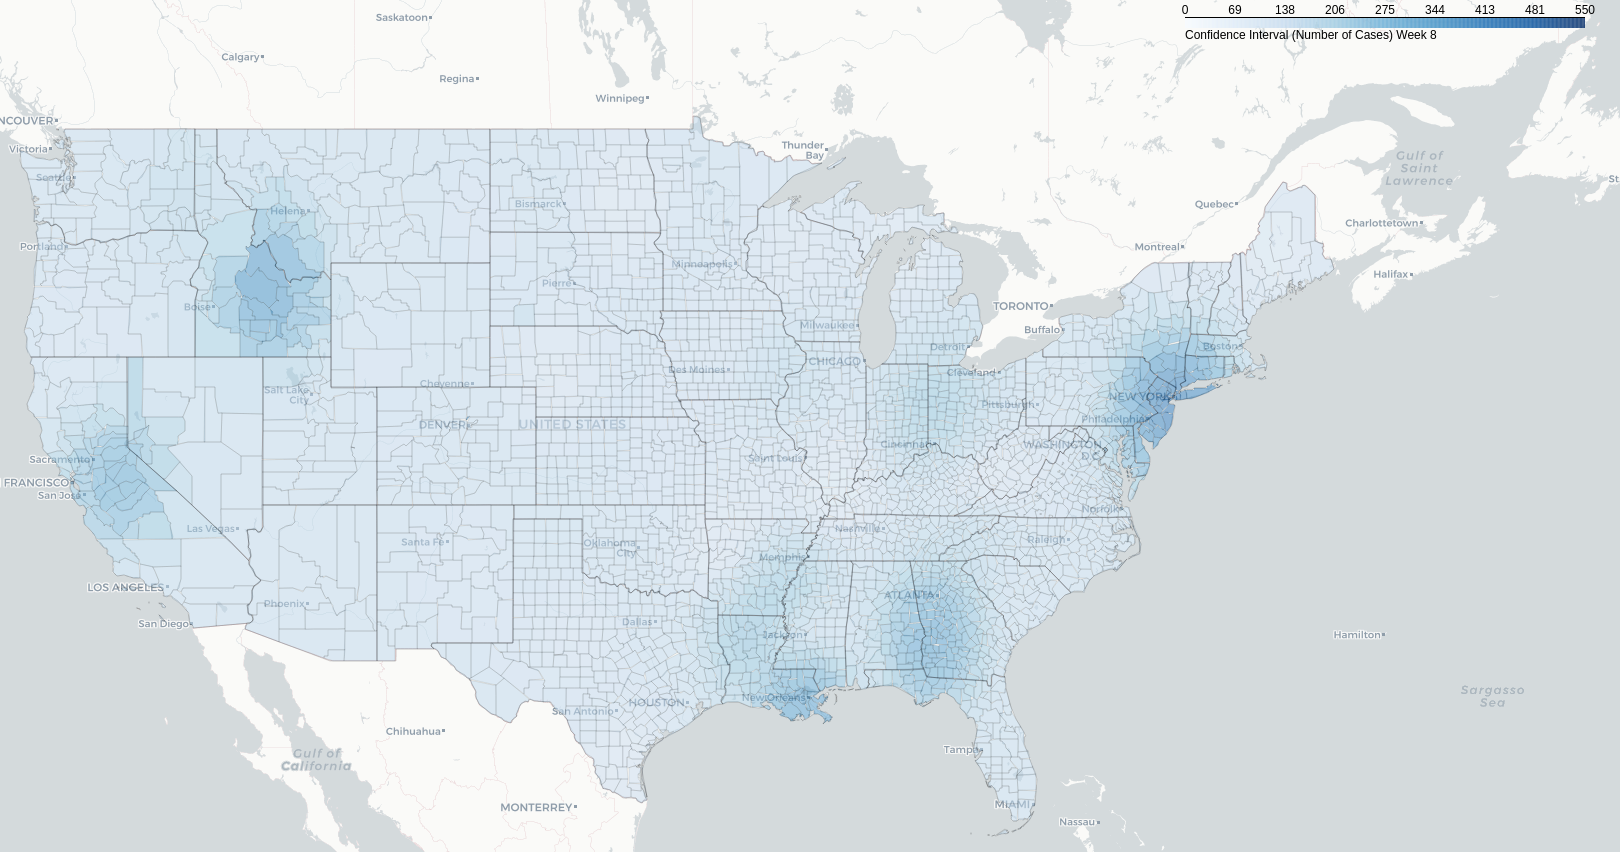 0 69 138 206 275 344 413 481 550
Confidence Interval (Number of Cases) Week 8
Saskatoon
Calgary
Regina
Winnipeg
NCOUVER
Victoria
Thunder
Bay
Gulf of
Saint
Lawrence
St
Seattle
Helena
Bismarck
Quebec
Charlottetown
Portland
Montreal
Minneapolis
Halifax
Pierre
Boise
TORONTO
Milwaukee
Buffalo
Detroit
Boston
CHICAGO
Des Moines
Cleveland
Cheyenne
Salt Lake
City
NEW YORK
Pittsburgh
Philadelphia
DENVER
UNITED STATES
Cincinnati
WASHINGTON
D.C.
Sacramento
Saint Louis
FRANCISCO
San Jose
Norfolk
Las Vegas
Nashville
Raleigh
Santa Fe
Oklahoma
City
Memphis
LOS ANGELES
ATLANTA
Phoenix
San Diego
Dallas
Jackson
Hamilton
Sargasso
Sea
New Orleans
HOUSTON
San Antonio
Chihuahua
Gulf of
California
Tampa
MONTERREY
MIAMI
Nassau